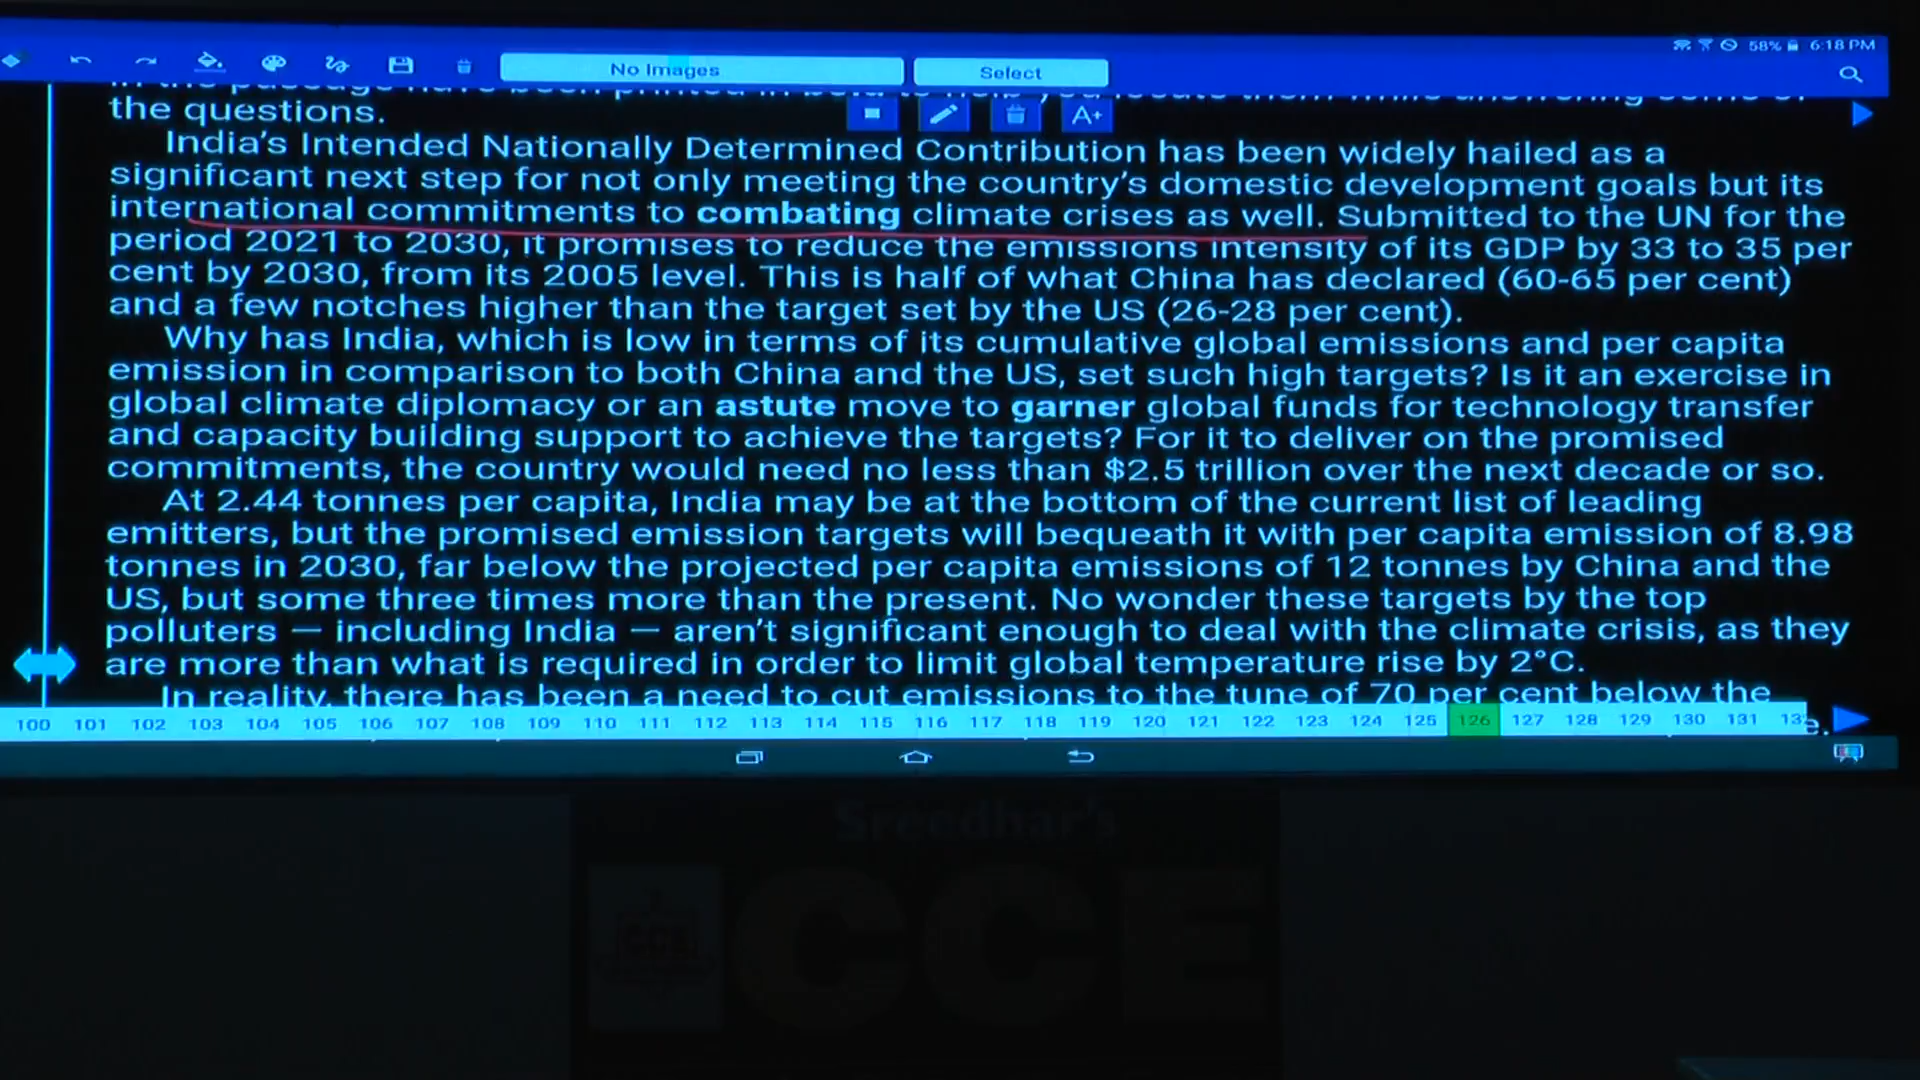 58% 6:18 PM
No Images
Select
A+
the questions.
India's Intended Nationally Determined Contribution has been widely hailed as a
significant next step for not only meeting the country's domestic development goals but its
international commitments to combating climate crises as well. Submitted to the UN for the
period 2021 to 2030, it promises to reduce the emissions intensity of its GDP by 33 to 35 per
cent by 2030, from its 2005 level. This is half of what China has declared (60-65 per cent)
and a few notches higher than the target set by the US (26-28 per cent).
Why has India, which is low in terms of its cumulative global emissions and per capita
emission in comparison to both China and the US, set such high targets? Is it an exercise in
global climate diplomacy or an astute move to garner global funds for technology transfer
and capacity building support to achieve the targets? For it to deliver on the promised
commitments, the country would need no less than $2.5 trillion over the next decade or so.
At 2.44 tonnes per capita, India may be at the bottom of the current list of leading
emitters, but the promised emission targets will bequeath it with per capita emission of 8.98
tonnes in 2030, far below the projected per capita emissions of 12 tonnes by China and the
US, but some three times more than the present. No wonder these targets by the top
polluters — including India — aren't significant enough to deal with the climate crisis, as they
are more than what is required in order to limit global temperature rise by 2°C.
In reality, there has been a need to cut emissions to the tune of 70 per cent below the
100 101 102 103 104 105 106 107 108 109 110 111 112 113 114 115 116 117 118 119 120 121 122 123 124 125 126 127 128 129 130 131
Sreedhar's
CCE